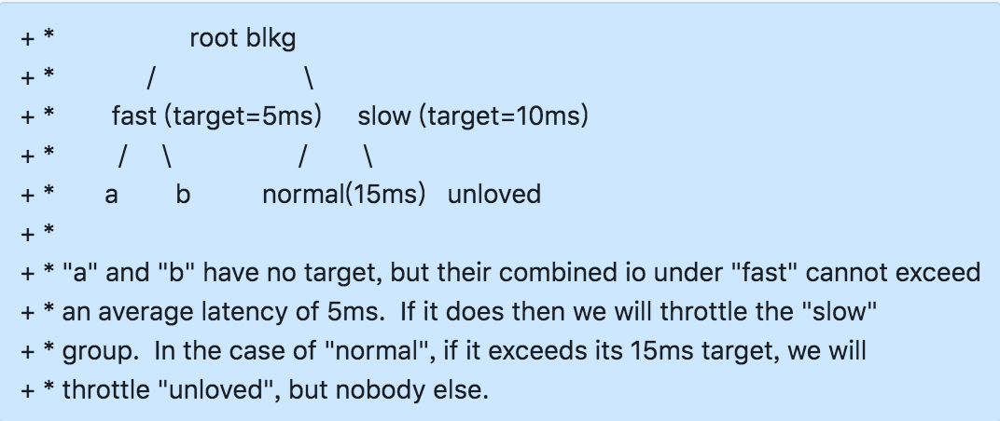 + *                    root blkg
+ *              /                       \
+ *         fast (target=5ms)     slow (target=10ms)
+ *          /     \                   /         \
+ *        a         b           normal(15ms)   unloved
+ *
+ * "a" and "b" have no target, but their combined io under "fast" cannot exceed
+ * an average latency of 5ms.  If it does then we will throttle the "slow"
+ * group.  In the case of "normal", if it exceeds its 15ms target, we will
+ * throttle "unloved", but nobody else.